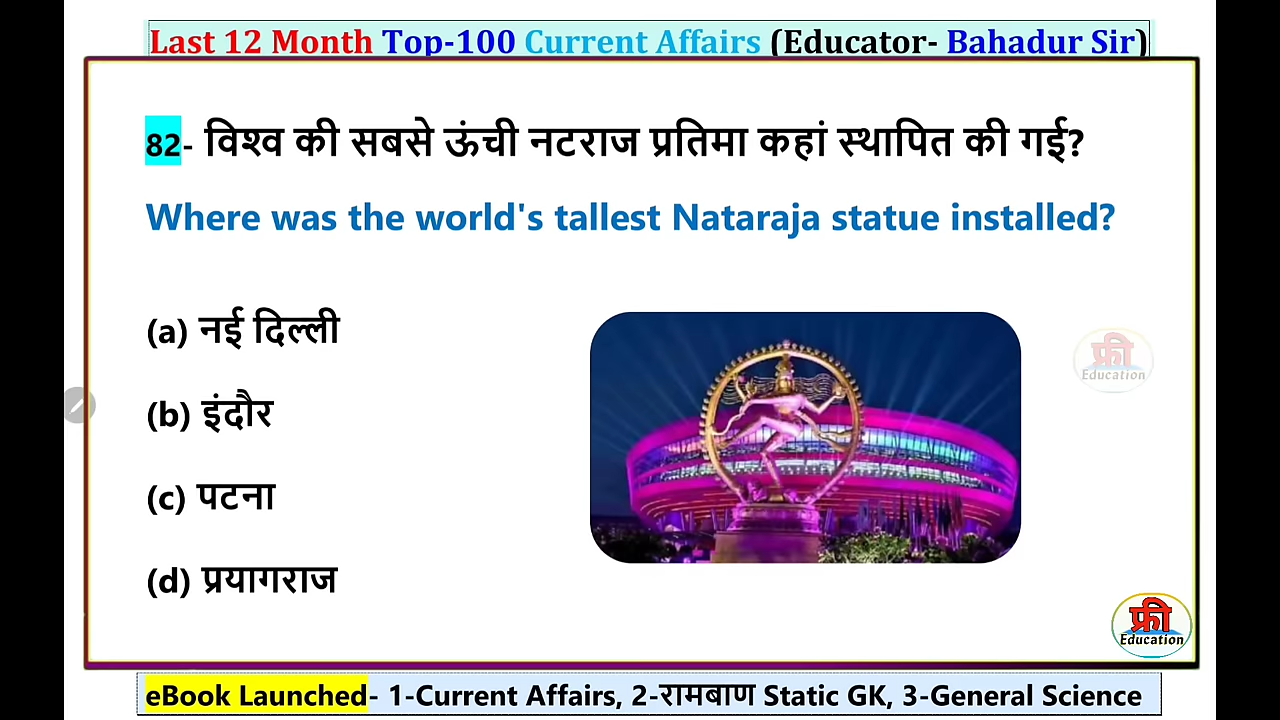 Last 12 Month Top-100 Current Affairs (Educator- Bahadur Sir)
82- विश्व की सबसे ऊंची नटराज प्रतिमा कहां स्थापित की गई?
Where was the world's tallest Nataraja statue installed?
(a) नई दिल्ली
(b) इंदौर
(c) पटना
(d) प्रयागराज
फ्री
Education
फ्री
Education
eBook Launched- 1-Current Affairs, 2-रामबाण Static GK, 3-General Science